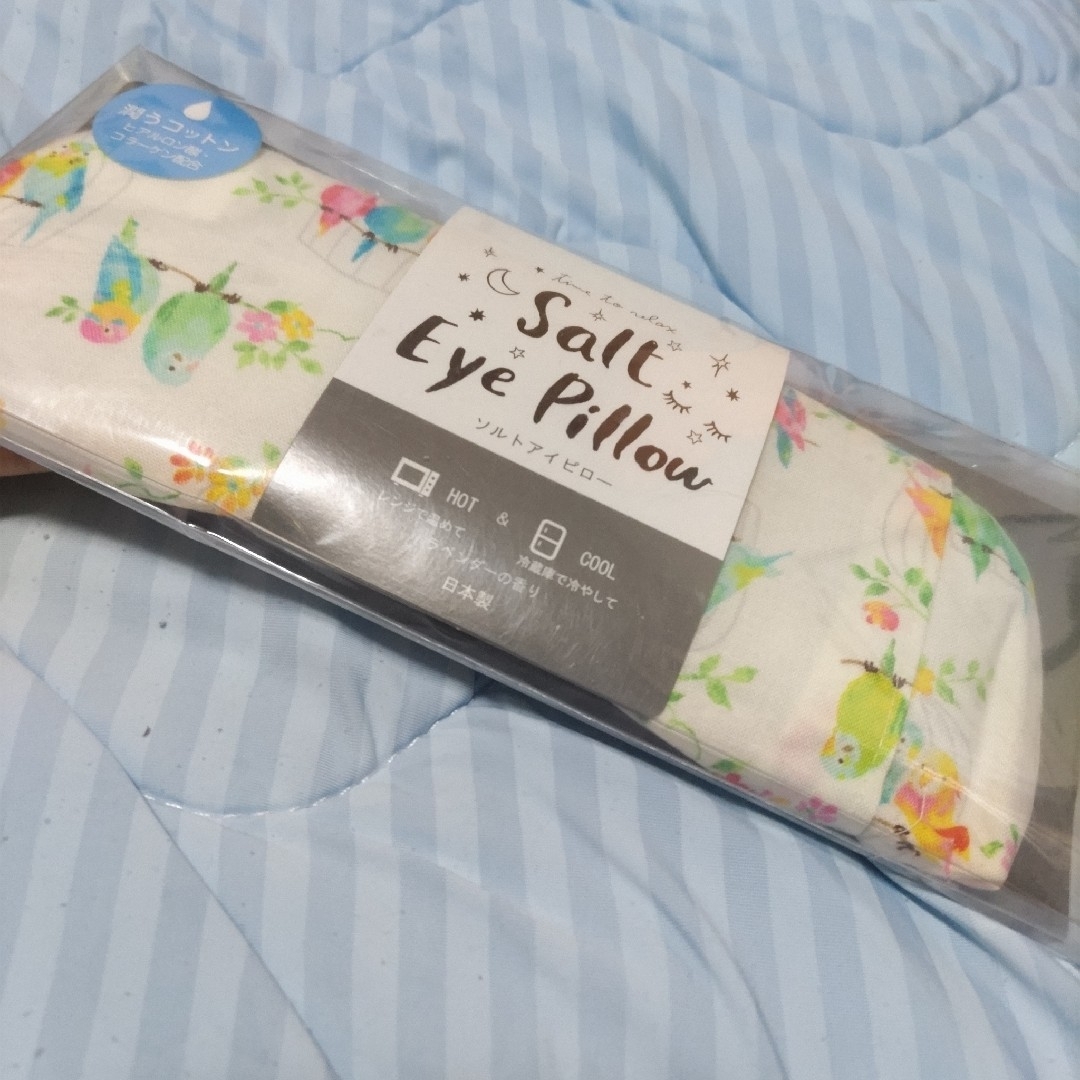 潤うコットン
ヒアルロン酸・
コラーゲン配合
time to relax
Salt
Eye Pillow
ソルトアイピロー
HOT & COOL
レンジで温めて
冷蔵庫で冷やして
ラベンダーの香り
日本製